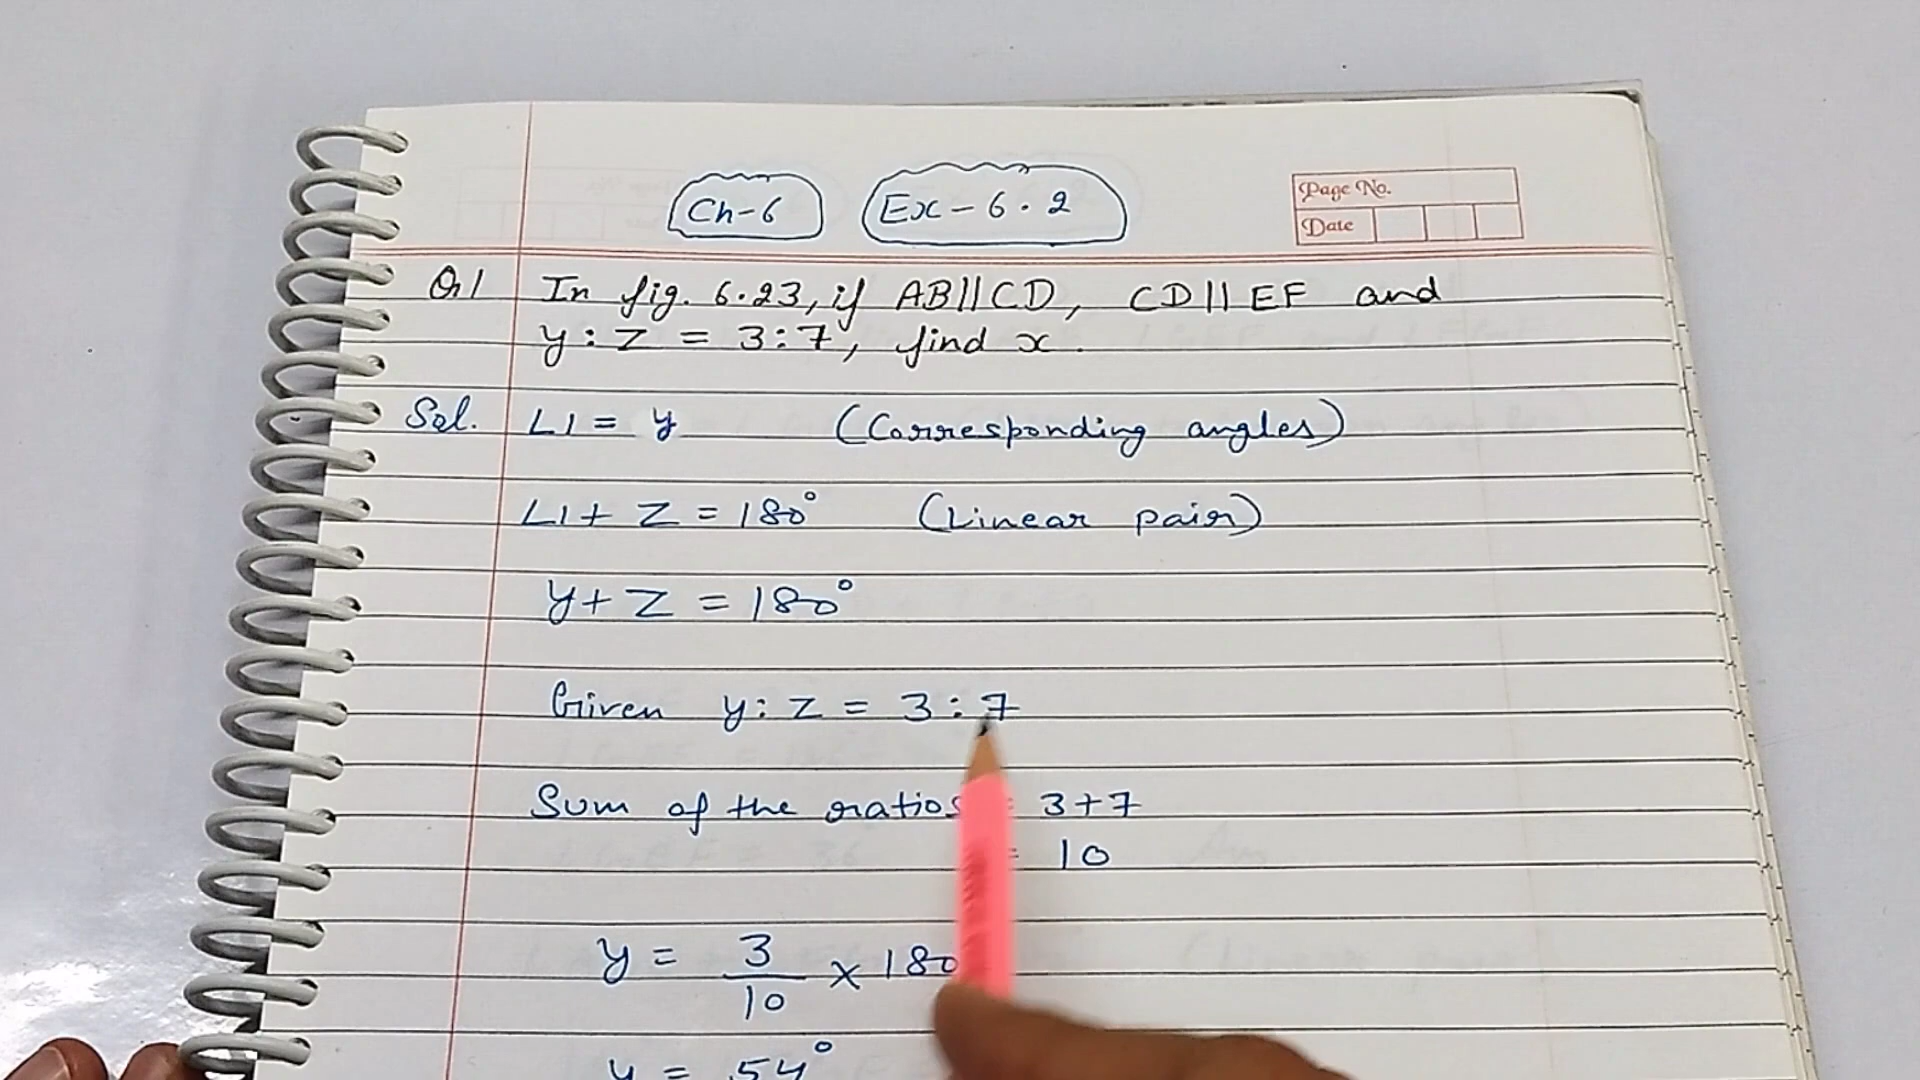 Ch-6 Ex-6.2
Page No.
Date
Q1 In fig. 6.23, if AB||CD, CD||EF and
y:z = 3:7, find x.
Sol. ∠1 = y (Corresponding angles)
∠1 + z = 180° (Linear pair)
y + z = 180°
Given y:z = 3:7
Sum of the ratios = 3+7
= 10
y = 3/10 × 180
y = 54°